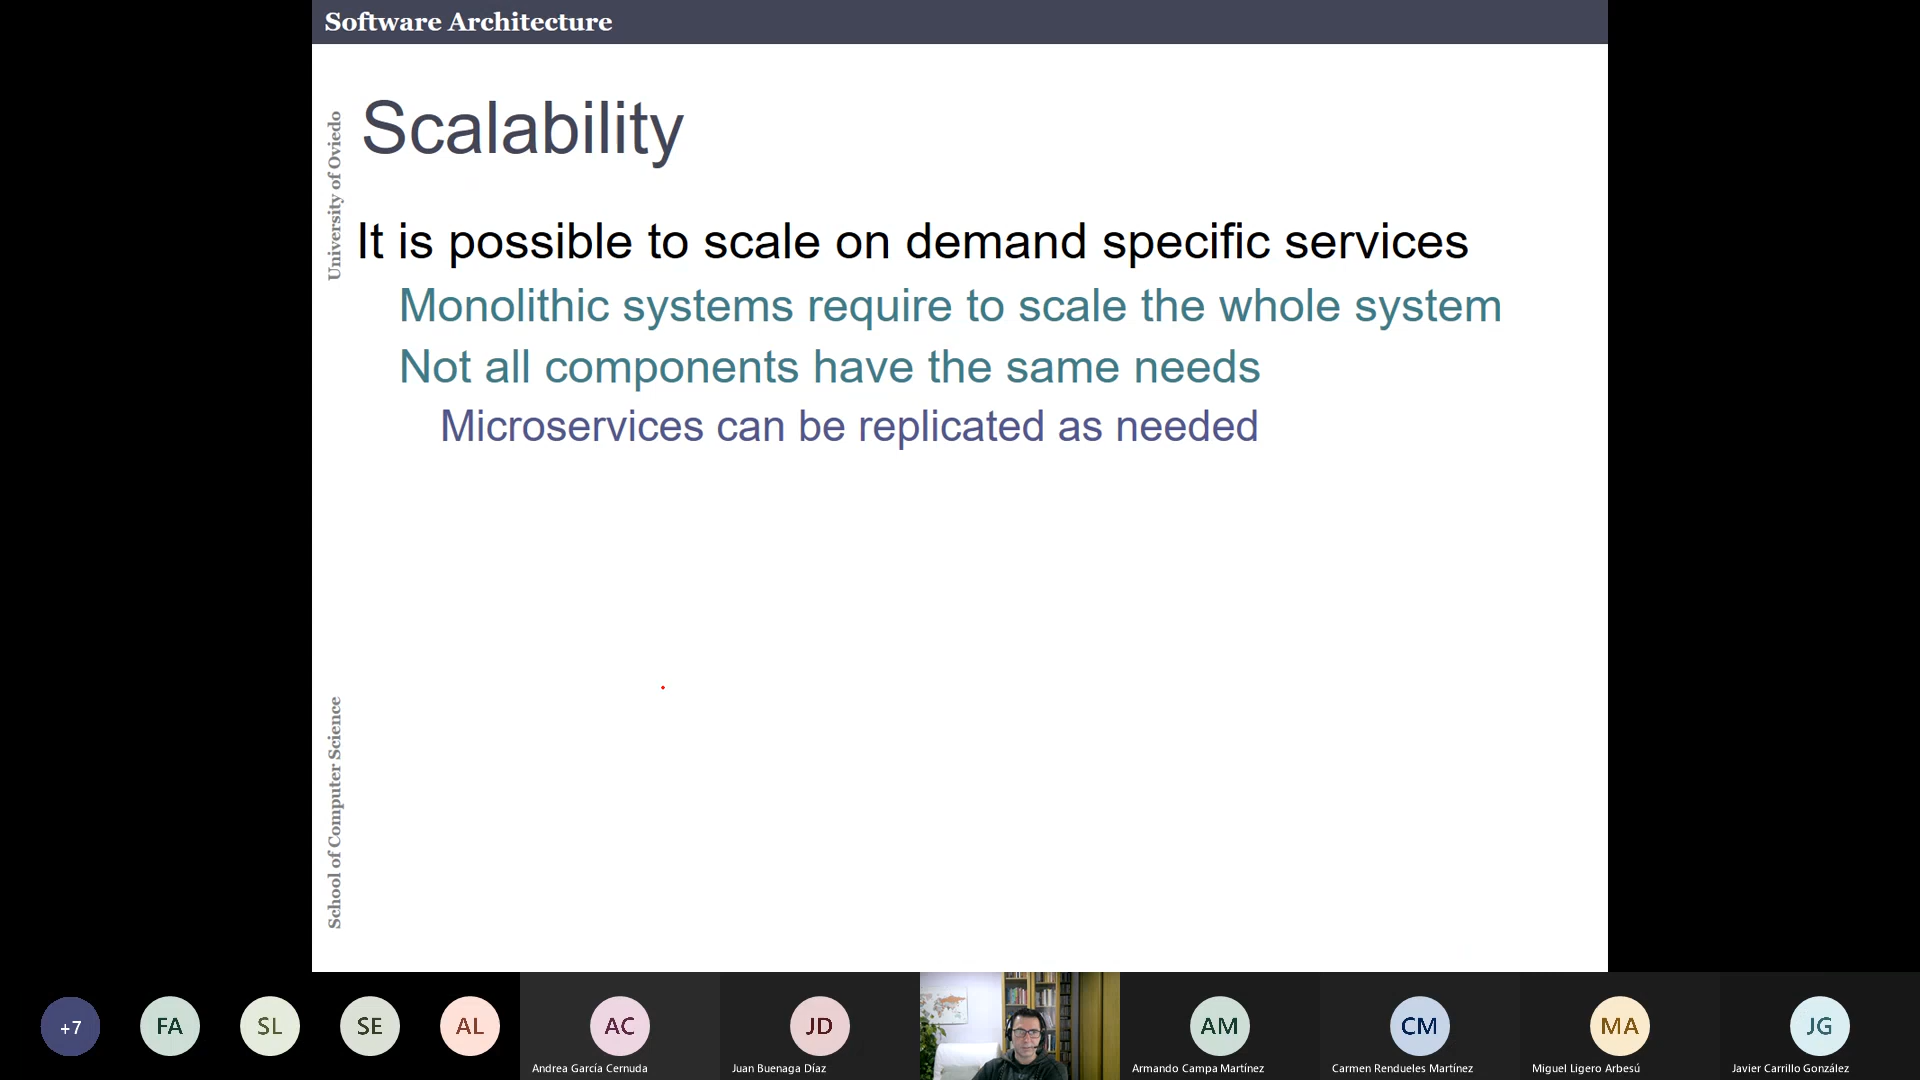 Software Architecture
University of Oviedo
Scalability
It is possible to scale on demand specific services
Monolithic systems require to scale the whole system
Not all components have the same needs
Microservices can be replicated as needed
School of Computer Science
+7
FA
SL
SE
AL
AC
JD
AM
CM
MA
JG
Andrea García Cernuda
Juan Buenaga Díaz
Armando Campa Martínez
Carmen Rendueles Martínez
Miguel Ligero Arbesú
Javier Carrillo González